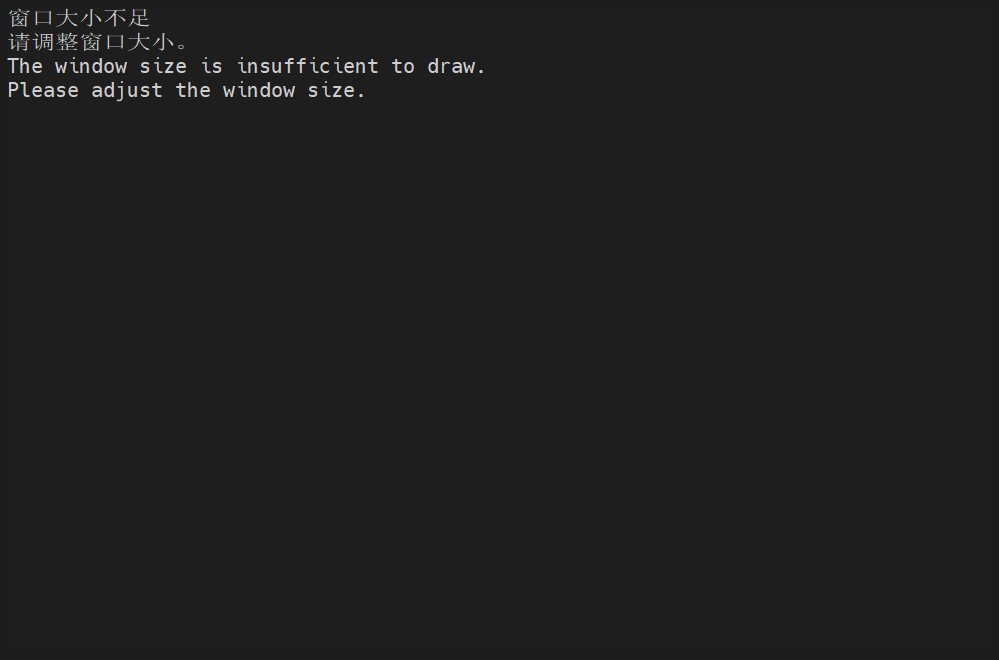 窗口大小不足
请调整窗口大小。
The window size is insufficient to draw.
Please adjust the window size.